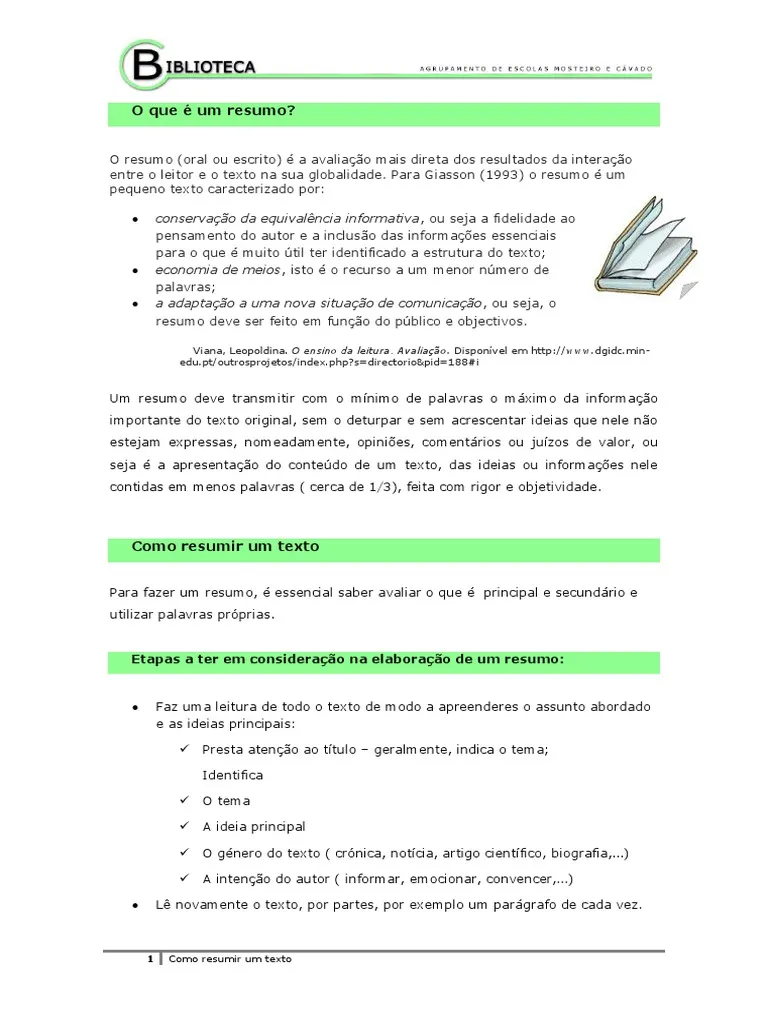 BIBLIOTECA
AGRUPAMENTO DE ESCOLAS MOSTEIRO E CÁVADO
O que é um resumo?
O resumo (oral ou escrito) é a avaliação mais direta dos resultados da interação
entre o leitor e o texto na sua globalidade. Para Giasson (1993) o resumo é um
pequeno texto caracterizado por:
● conservação da equivalência informativa, ou seja a fidelidade ao
pensamento do autor e a inclusão das informações essenciais
para o que é muito útil ter identificado a estrutura do texto;
● economia de meios, isto é o recurso a um menor número de
palavras;
● a adaptação a uma nova situação de comunicação, ou seja, o
resumo deve ser feito em função do público e objectivos.
Viana, Leopoldina. O ensino da leitura. Avaliação. Disponível em http://www.dgidc.min-
edu.pt/outrosprojetos/index.php?s=directorio&pid=188#i
Um resumo deve transmitir com o mínimo de palavras o máximo da informação
importante do texto original, sem o deturpar e sem acrescentar ideias que nele não
estejam expressas, nomeadamente, opiniões, comentários ou juízos de valor, ou
seja é a apresentação do conteúdo de um texto, das ideias ou informações nele
contidas em menos palavras ( cerca de 1/3), feita com rigor e objetividade.
Como resumir um texto
Para fazer um resumo, é essencial saber avaliar o que é principal e secundário e
utilizar palavras próprias.
Etapas a ter em consideração na elaboração de um resumo:
● Faz uma leitura de todo o texto de modo a apreenderes o assunto abordado
e as ideias principais:
✓ Presta atenção ao título – geralmente, indica o tema;
Identifica
✓ O tema
✓ A ideia principal
✓ O género do texto ( crónica, notícia, artigo científico, biografia,...)
✓ A intenção do autor ( informar, emocionar, convencer,...)
● Lê novamente o texto, por partes, por exemplo um parágrafo de cada vez.
1 Como resumir um texto